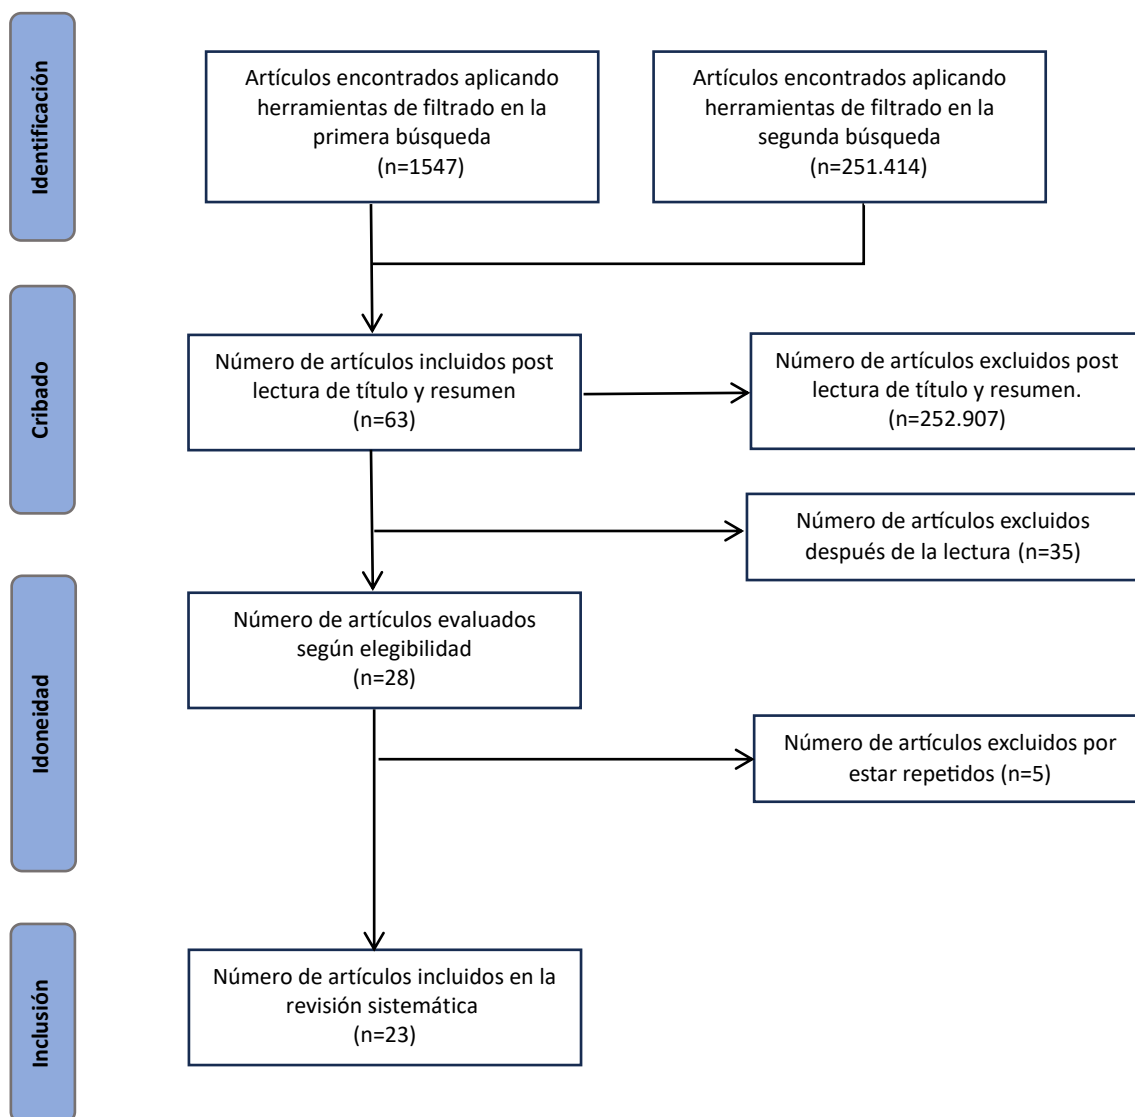 Identificación
Artículos encontrados aplicando
herramientas de filtrado en la
primera búsqueda
(n=1547)
Artículos encontrados aplicando
herramientas de filtrado en la
segunda búsqueda
(n=251.414)
Cribado
Número de artículos incluidos post
lectura de título y resumen
(n=63)
Número de artículos excluidos post
lectura de título y resumen.
(n=252.907)
Número de artículos excluidos
después de la lectura (n=35)
Idoneidad
Número de artículos evaluados
según elegibilidad
(n=28)
Número de artículos excluidos por
estar repetidos (n=5)
Inclusión
Número de artículos incluidos en la
revisión sistemática
(n=23)